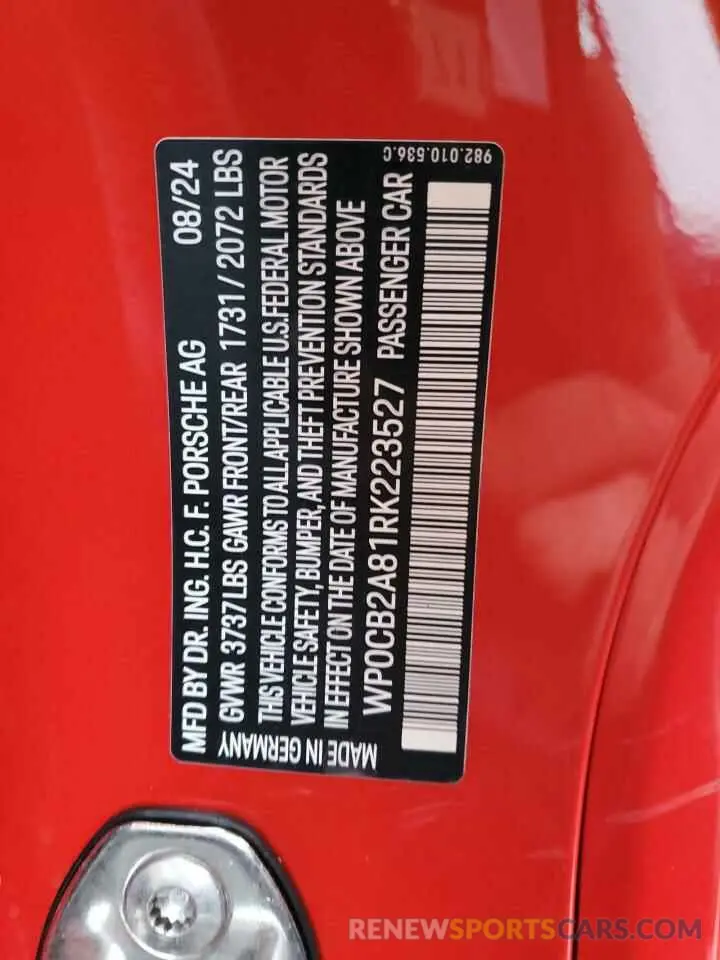 MFD BY DR. ING. H.C. F. PORSCHE AG 08/24
GVWR 3737 LBS GAWR FRONT/REAR 1731 / 2072 LBS
THIS VEHICLE CONFORMS TO ALL APPLICABLE U.S. FEDERAL MOTOR
VEHICLE SAFETY, BUMPER, AND THEFT PREVENTION STANDARDS
IN EFFECT ON THE DATE OF MANUFACTURE SHOWN ABOVE
WP0CB2A81RK223527 PASSENGER CAR
MADE IN GERMANY
982.010.536.C
RENEWSPORTSCARS.COM